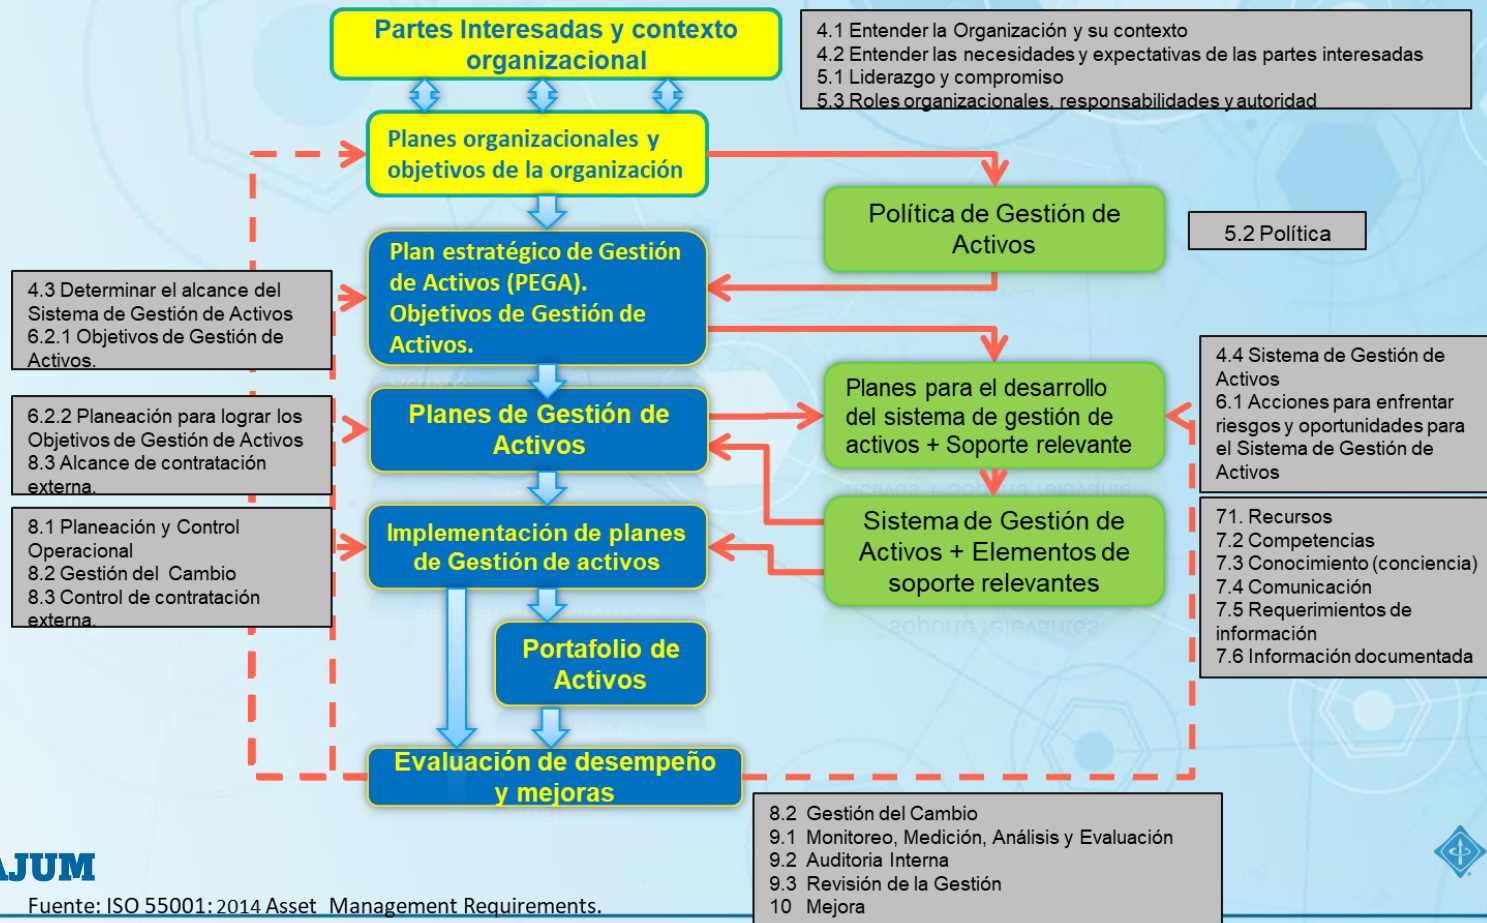 Partes Interesadas y contexto
organizacional
4.1 Entender la Organización y su contexto
4.2 Entender las necesidades y expectativas de las partes interesadas
5.1 Liderazgo y compromiso
5.3 Roles organizacionales, responsabilidades y autoridad
Planes organizacionales y
objetivos de la organización
Política de Gestión de
Activos
5.2 Política
Plan estratégico de Gestión
de Activos (PEGA).
Objetivos de Gestión de
Activos.
4.3 Determinar el alcance del
Sistema de Gestión de Activos
6.2.1 Objetivos de Gestión de
Activos.
Planes para el desarrollo
del sistema de gestión de
activos + Soporte relevante
4.4 Sistema de Gestión de
Activos
6.1 Acciones para enfrentar
riesgos y oportunidades para
el Sistema de Gestión de
Activos
Planes de Gestión de
Activos
6.2.2 Planeación para lograr los
Objetivos de Gestión de Activos
8.3 Alcance de contratación
externa.
Sistema de Gestión de
Activos + Elementos de
soporte relevantes
71. Recursos
7.2 Competencias
7.3 Conocimiento (conciencia)
7.4 Comunicación
7.5 Requerimientos de
información
7.6 Información documentada
Implementación de planes
de Gestión de activos
8.1 Planeación y Control
Operacional
8.2 Gestión del Cambio
8.3 Control de contratación
externa.
Portafolio de
Activos
Evaluación de desempeño
y mejoras
8.2 Gestión del Cambio
9.1 Monitoreo, Medición, Análisis y Evaluación
9.2 Auditoria Interna
9.3 Revisión de la Gestión
10 Mejora
AJUM
Fuente: ISO 55001: 2014 Asset Management Requirements.